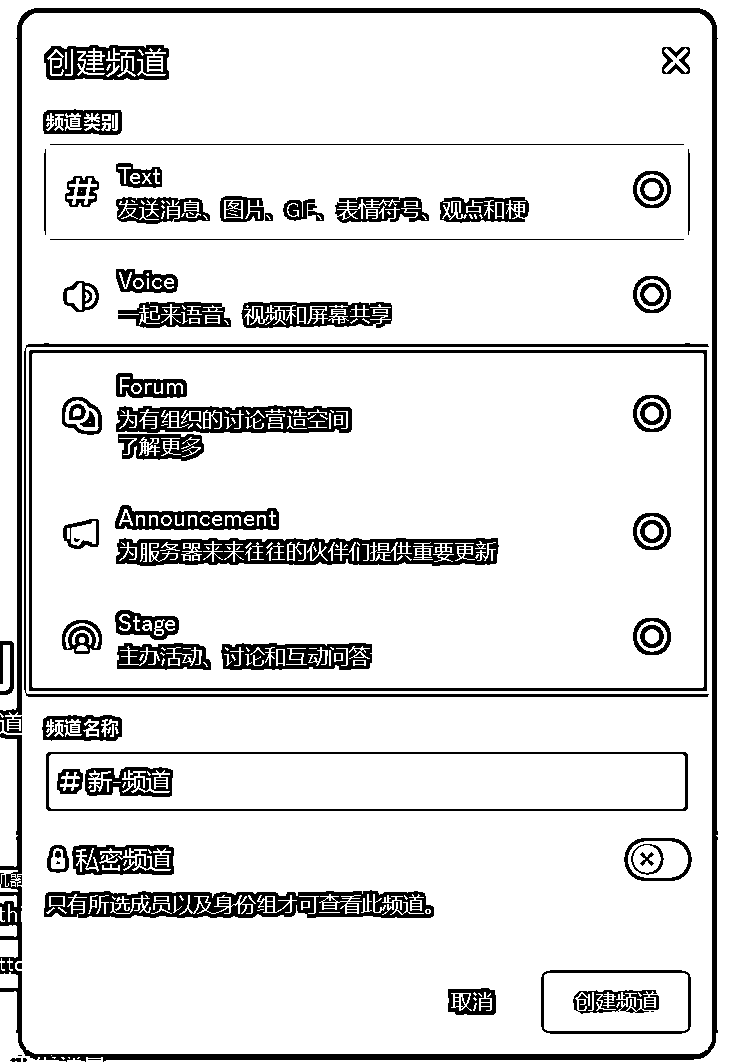 创建频道
频道类别
Text
发送消息、图片、GIF、表情符号、观点和梗
Voice
一起来语音、视频和屏幕共享
Forum
为有组织的讨论营造空间
了解更多
Announcement
为服务器来来往往的伙伴们提供重要更新
Stage
主办活动、讨论和互动问答
频道名称
# 新-频道
私密频道
只有所选成员以及身份组才可查看此频道。
取消
创建频道